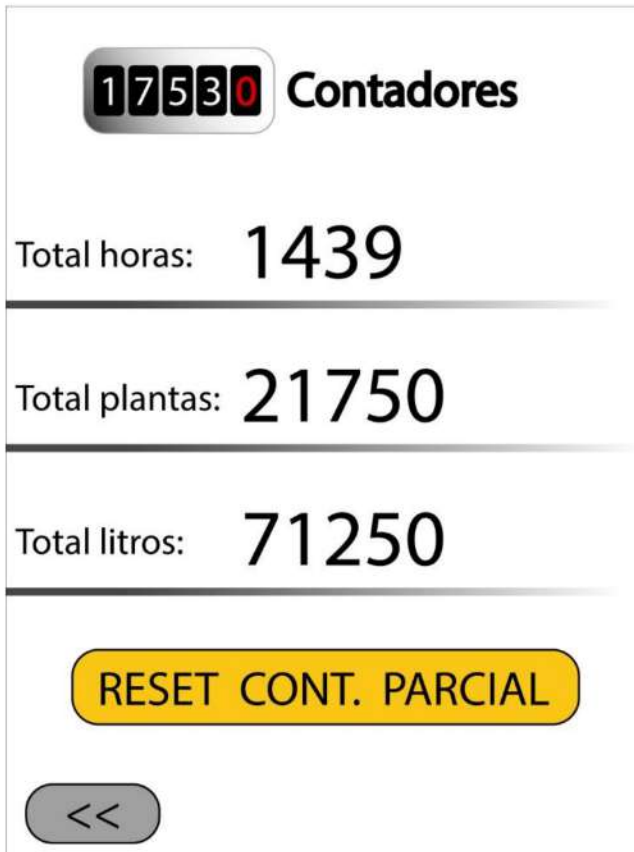 17530 Contadores
Total horas: 1439
Total plantas: 21750
Total litros: 71250
RESET CONT. PARCIAL
<<